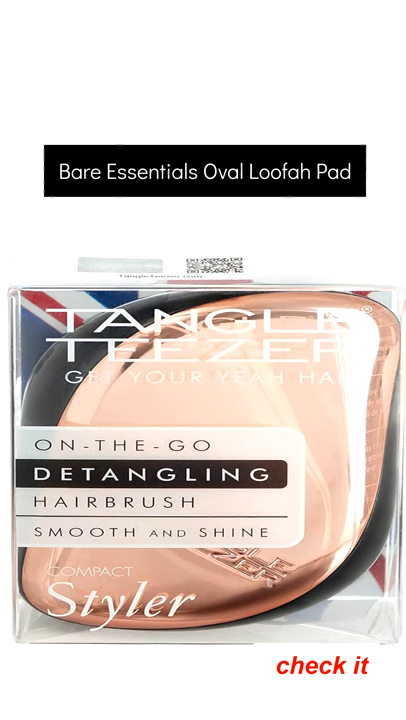 Bare Essentials Oval Loofah Pad
TangleTeezer.com
TANGLE
TEEZER
GET YOUR YEAH HAI
ON-THE-GO
DETANGLING
HAIRBRUSH
SMOOTH AND SHINE
COMPACT
Styler
check it